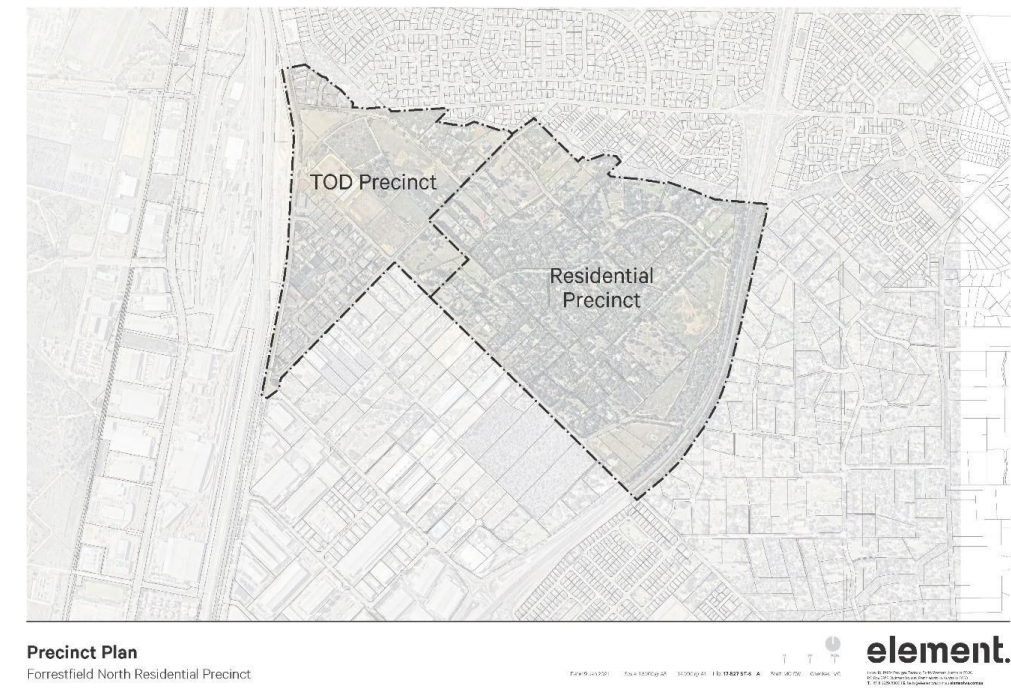 TOD Precinct
Residential
Precinct
Precinct Plan
Forrestfield North Residential Precinct
element.